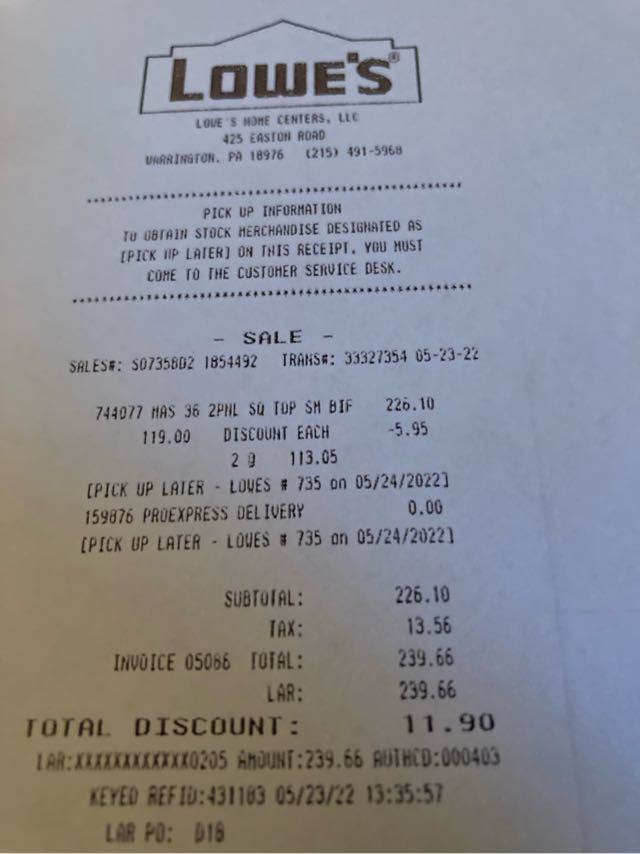 LOWE'S®
LOWE'S HOME CENTERS, LLC
425 EASTON ROAD
WARRINGTON, PA 18976 (215) 491-5968
PICK UP INFORMATION
TO OBTAIN STOCK MERCHANDISE DESIGNATED AS
[PICK UP LATER] ON THIS RECEIPT, YOU MUST
COME TO THE CUSTOMER SERVICE DESK.
- SALE -
SALES#: S0735BD2 1854492 TRANS#: 33327354 05-23-22
744077 MAS 36 2PNL SQ TOP SM BIF 226.10
119.00 DISCOUNT EACH -5.95
2 @ 113.05
[PICK UP LATER - LOWES # 735 on 05/24/2022]
159876 PROEXPRESS DELIVERY 0.00
[PICK UP LATER - LOWES # 735 on 05/24/2022]
SUBTOTAL: 226.10
TAX: 13.56
INVOICE 05086 TOTAL: 239.66
LAR: 239.66
TOTAL DISCOUNT: 11.90
LAR:XXXXXXXXXXXX0205 AMOUNT:239.66 AUTHCD:000403
KEYED REFID:431103 05/23/22 13:35:57
LAR PO: D18